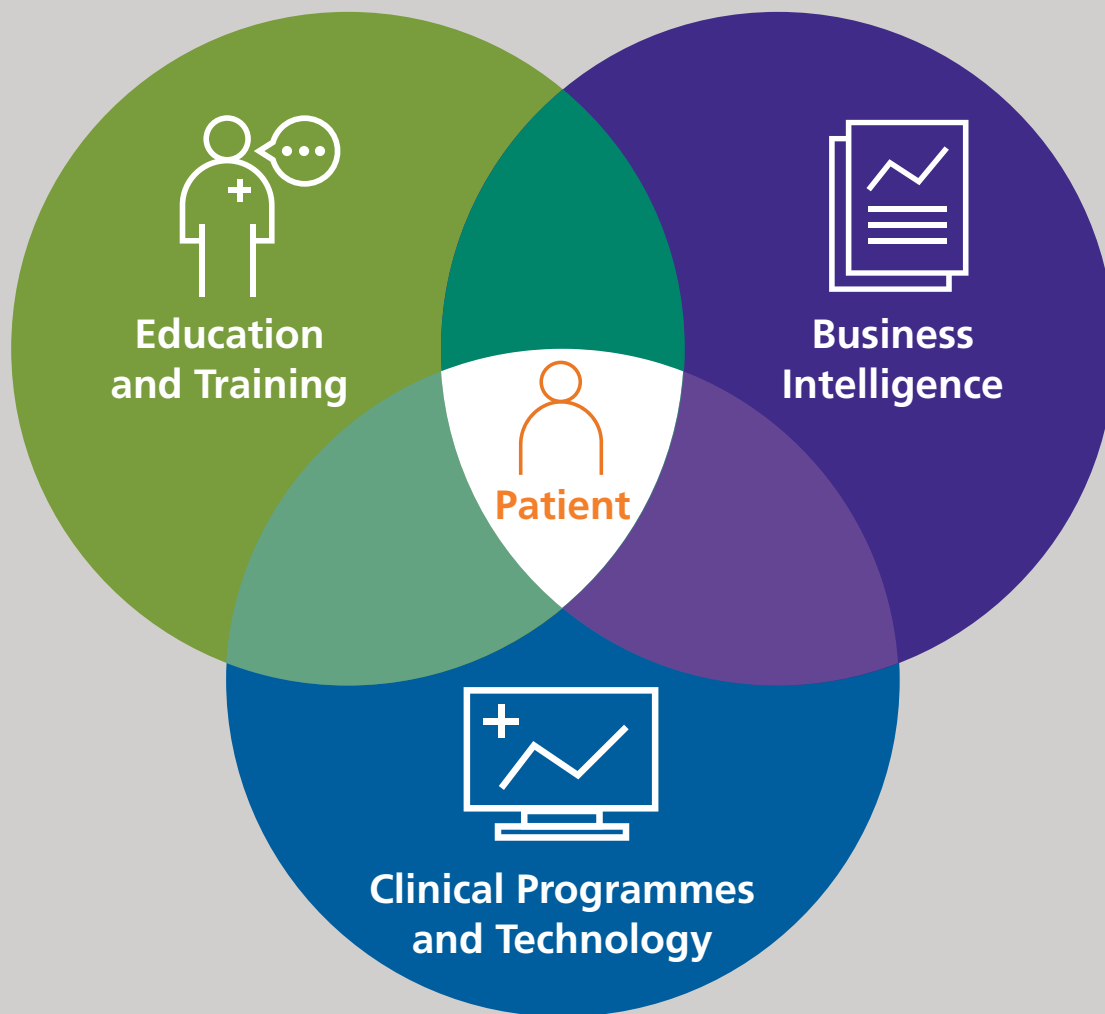 Education
and Training
Business
Intelligence
Patient
Clinical Programmes
and Technology